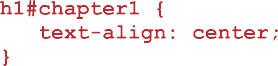 h1#chapter1 {
   text-align: center;
}